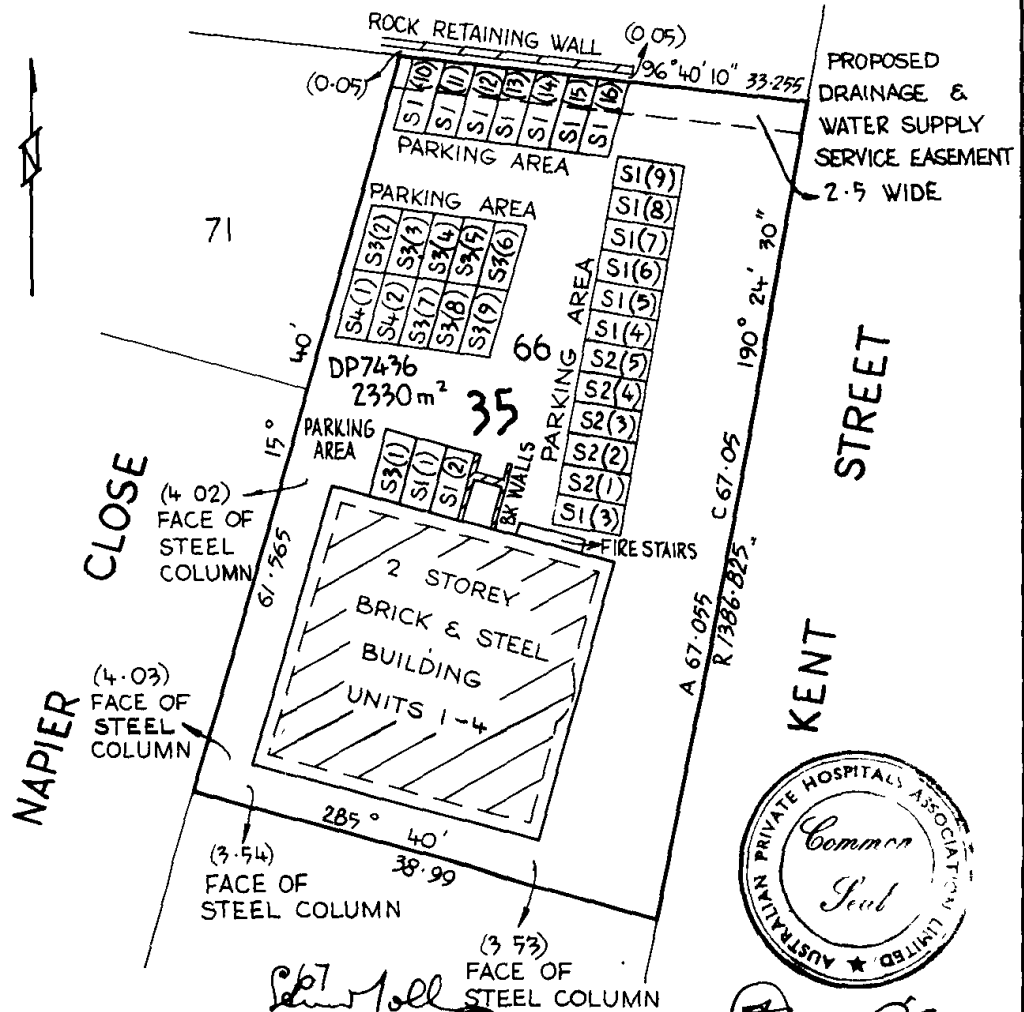 ROCK RETAINING WALL
(0.05)
(0.05)
96° 40' 10" 33.255
PROPOSED
DRAINAGE &
WATER SUPPLY
SERVICE EASEMENT
2.5 WIDE
S1 (10)
S1 (11)
S1 (12)
S1 (13)
S1 (14)
S1 (15)
S1 (16)
PARKING AREA
71
PARKING AREA
S3(2)
S3(3)
S3(4)
S3(5)
S3(6)
S4(1)
S4(2)
S3(7)
S3(8)
S3(9)
S1(9)
S1(8)
S1(7)
S1(6)
S1(5)
S1(4)
S2(5)
S2(4)
S2(3)
S2(2)
S2(1)
S1(3)
PARKING AREA
66
DP7436
2330 m²
35
190° 24' 30"
C 67.05
A 67.055
R 1386.825
KENT STREET
15° 40'
61.565
PARKING
AREA
S3(1)
S1(1)
S1(2)
BK WALLS
FIRE STAIRS
(4 02)
FACE OF
STEEL
COLUMN
NAPIER CLOSE
2 STOREY
BRICK & STEEL
BUILDING
UNITS 1-4
(4.03)
FACE OF
STEEL
COLUMN
285° 40'
38.99
(3.54)
FACE OF
STEEL COLUMN
(3 53)
FACE OF
STEEL COLUMN
67
AUSTRALIAN PRIVATE HOSPITALS ASSOCIATION LIMITED.
Common
Seal